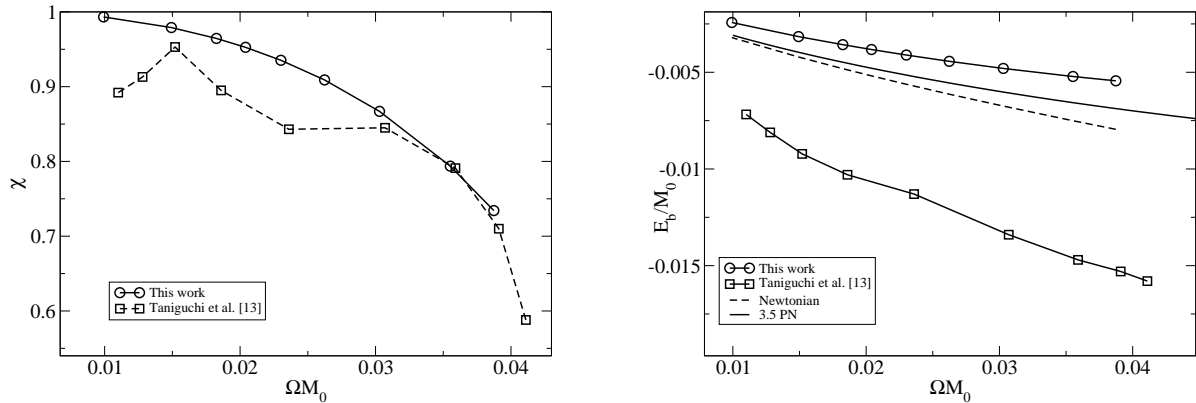 1
0.9
0.8
0.7
0.6
χ
0.01
0.02
0.03
0.04
ΩM0
This work
Taniguchi et al. [13]
-0.005
-0.01
-0.015
Eb/M0
0.01
0.02
0.03
0.04
ΩM0
This work
Taniguchi et al. [13]
Newtonian
3.5 PN